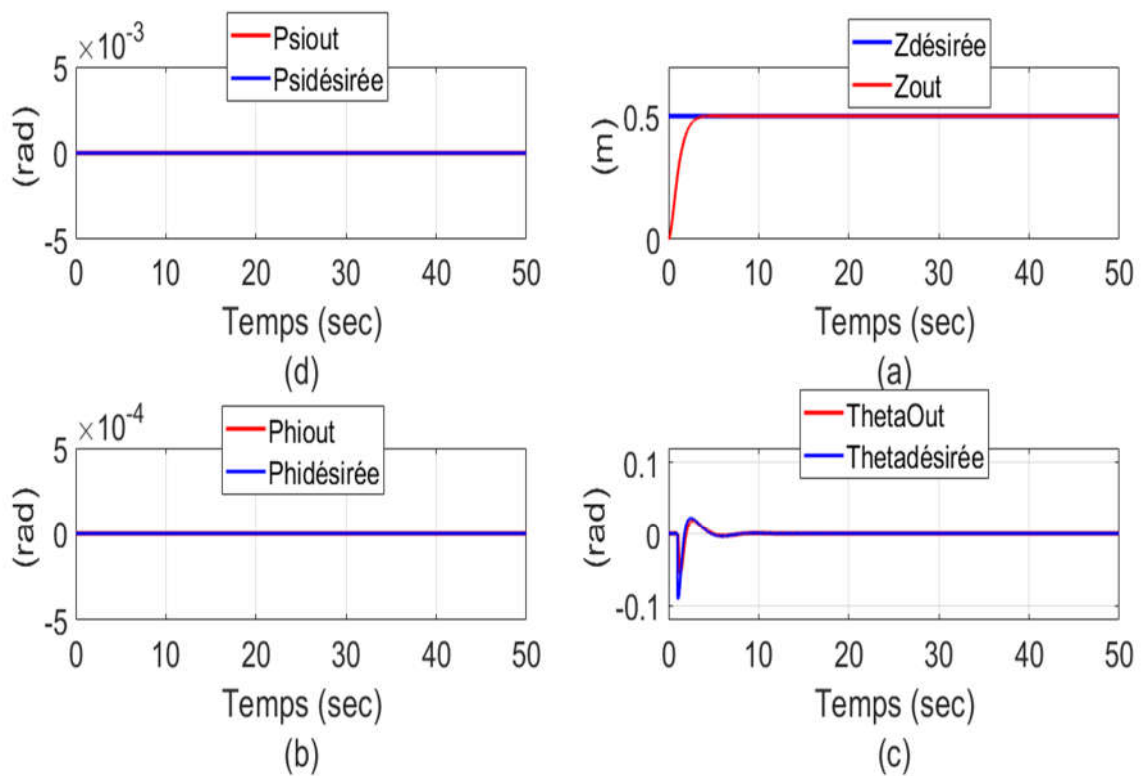 ×10-3
Psiout
Psidésirée
5
0
-5
(rad)
0 10 20 30 40 50
Temps (sec)
(d)
Zdésirée
Zout
0.5
0
(m)
0 10 20 30 40 50
Temps (sec)
(a)
×10-4
Phiout
Phidésirée
5
0
-5
(rad)
0 10 20 30 40 50
Temps (sec)
(b)
ThetaOut
Thetadésirée
0.1
0
-0.1
(rad)
0 10 20 30 40 50
Temps (sec)
(c)